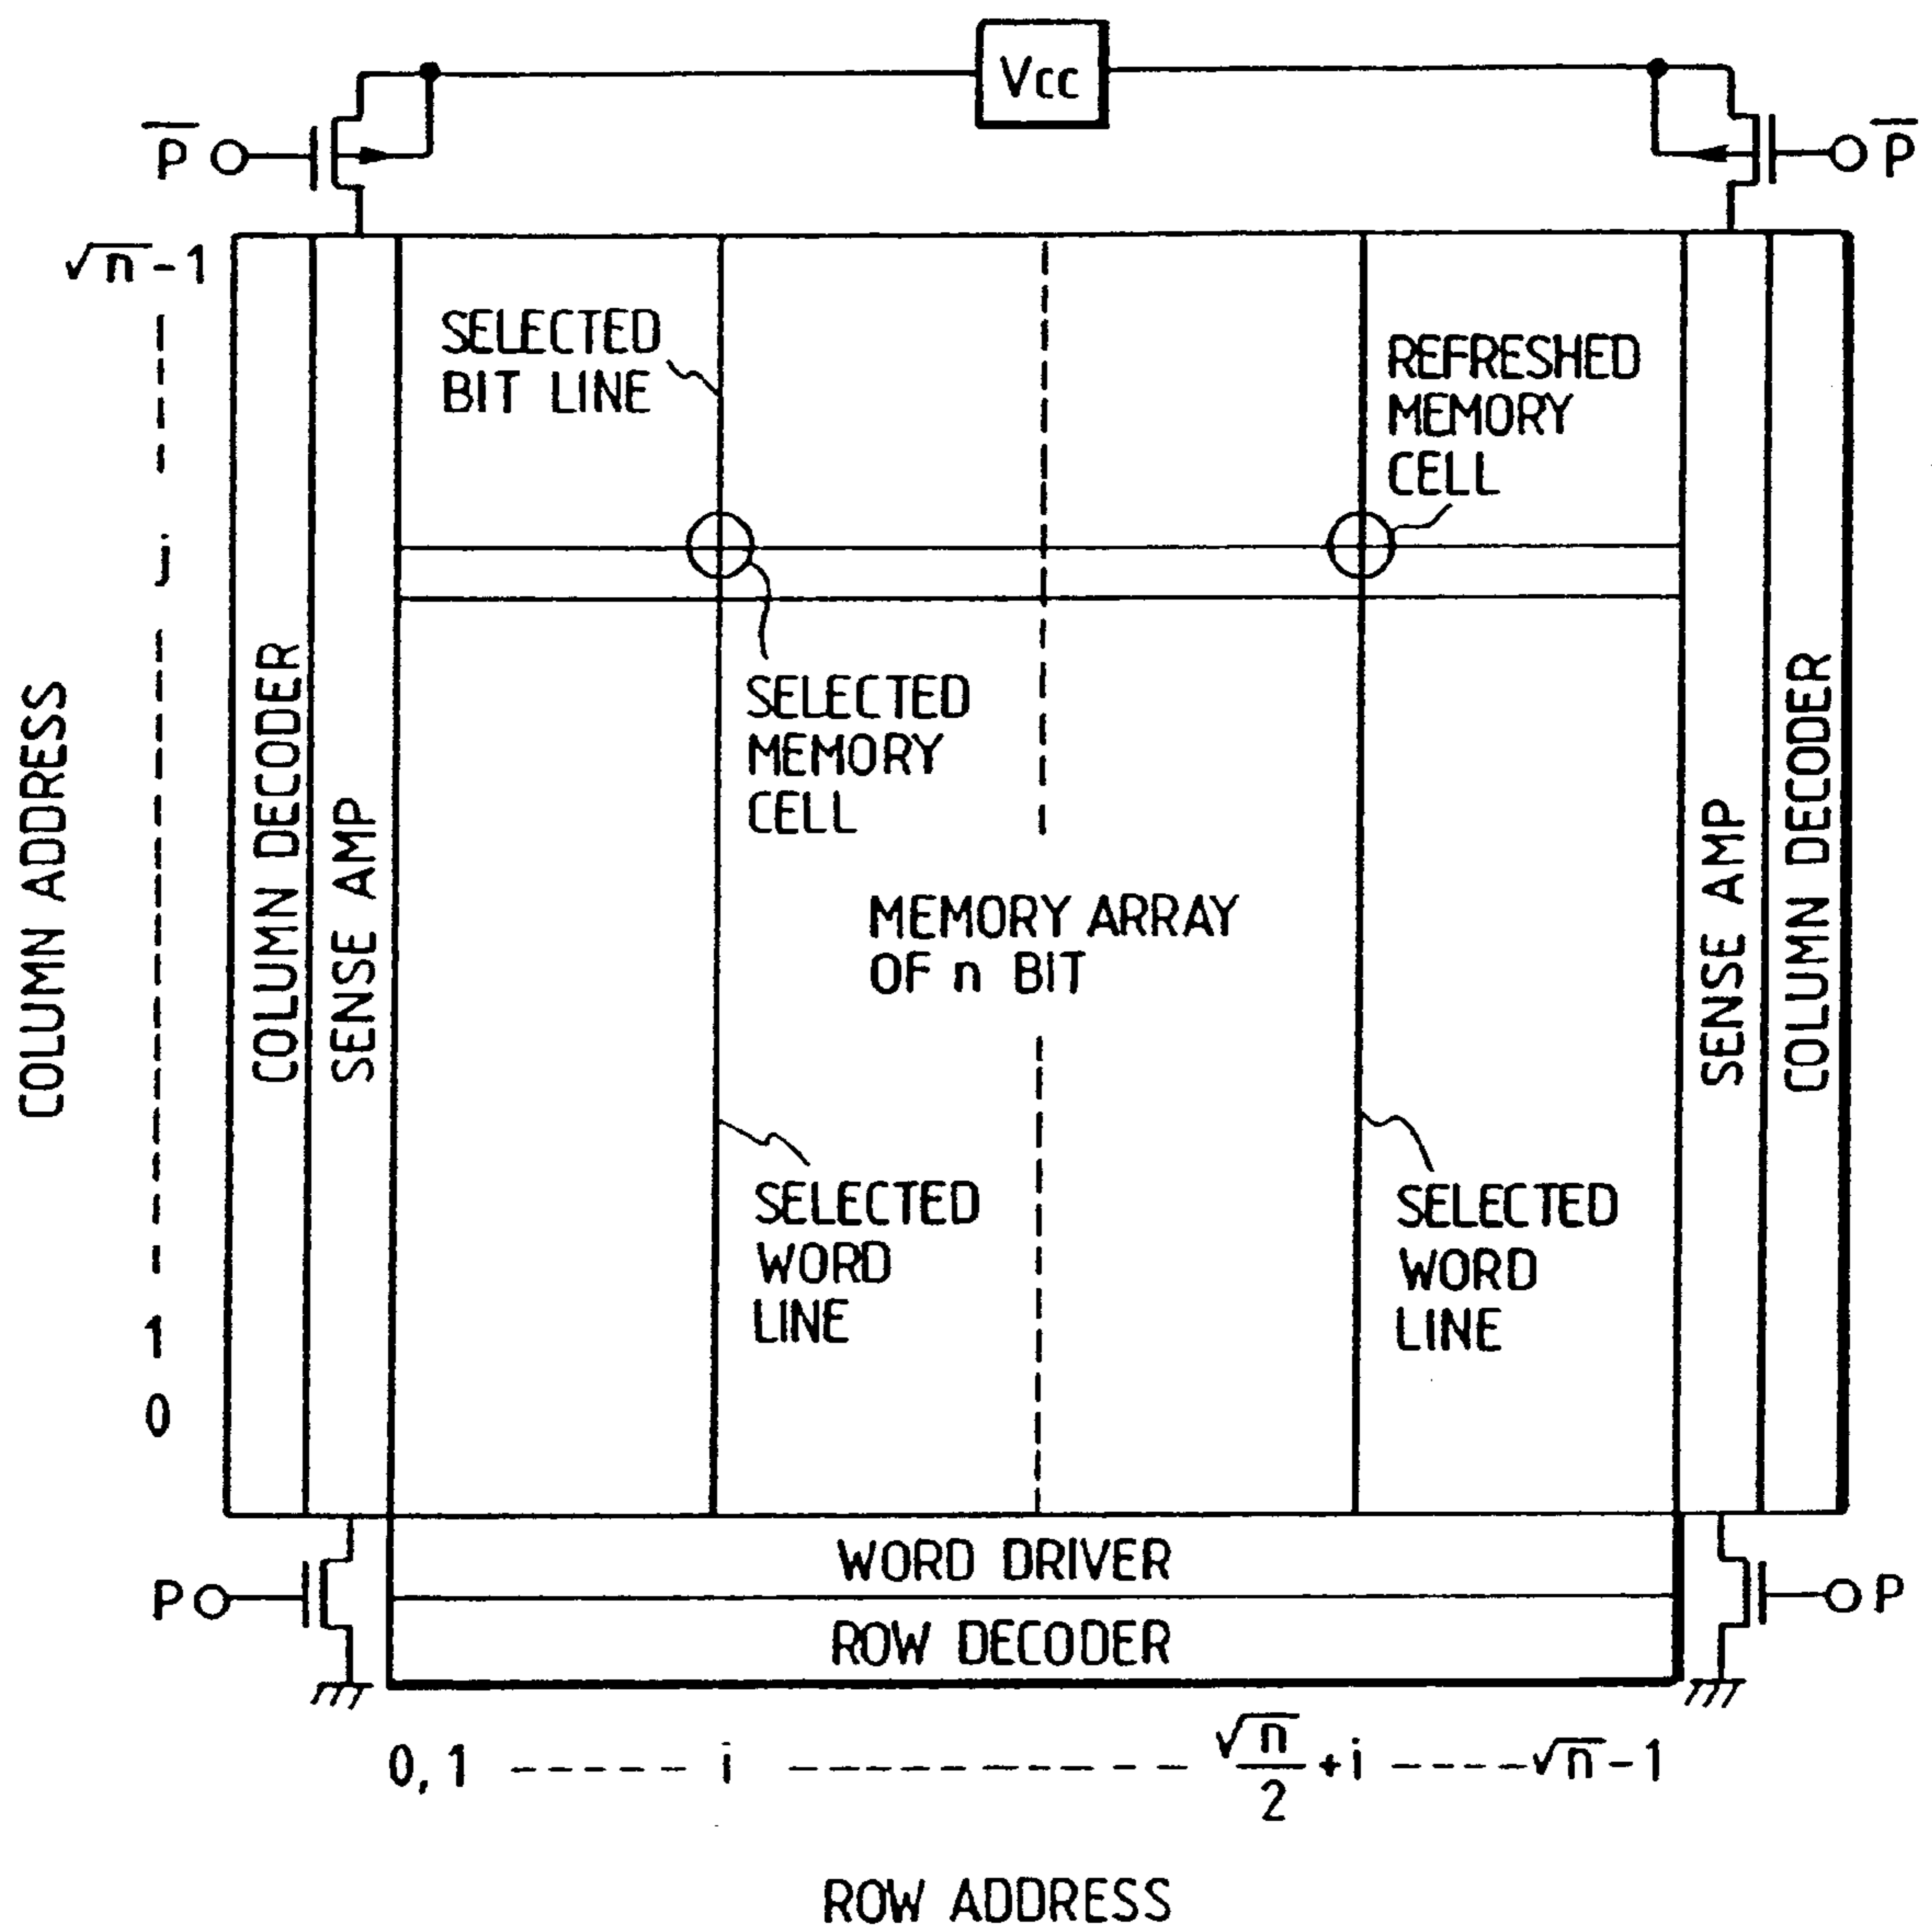 Vcc
P̅
P̅
√n-1
SELECTED
BIT LINE
REFRESHED
MEMORY
CELL
j
SELECTED
MEMORY
CELL
COLUMN ADDRESS
COLUMN DECODER
SENSE AMP
SENSE AMP
COLUMN DECODER
MEMORY ARRAY
OF n BIT
SELECTED
WORD
LINE
SELECTED
WORD
LINE
1
0
WORD DRIVER
P
P
ROW DECODER
0, 1 ------ i ------------ √n/2 +i -----√n-1
ROW ADDRESS